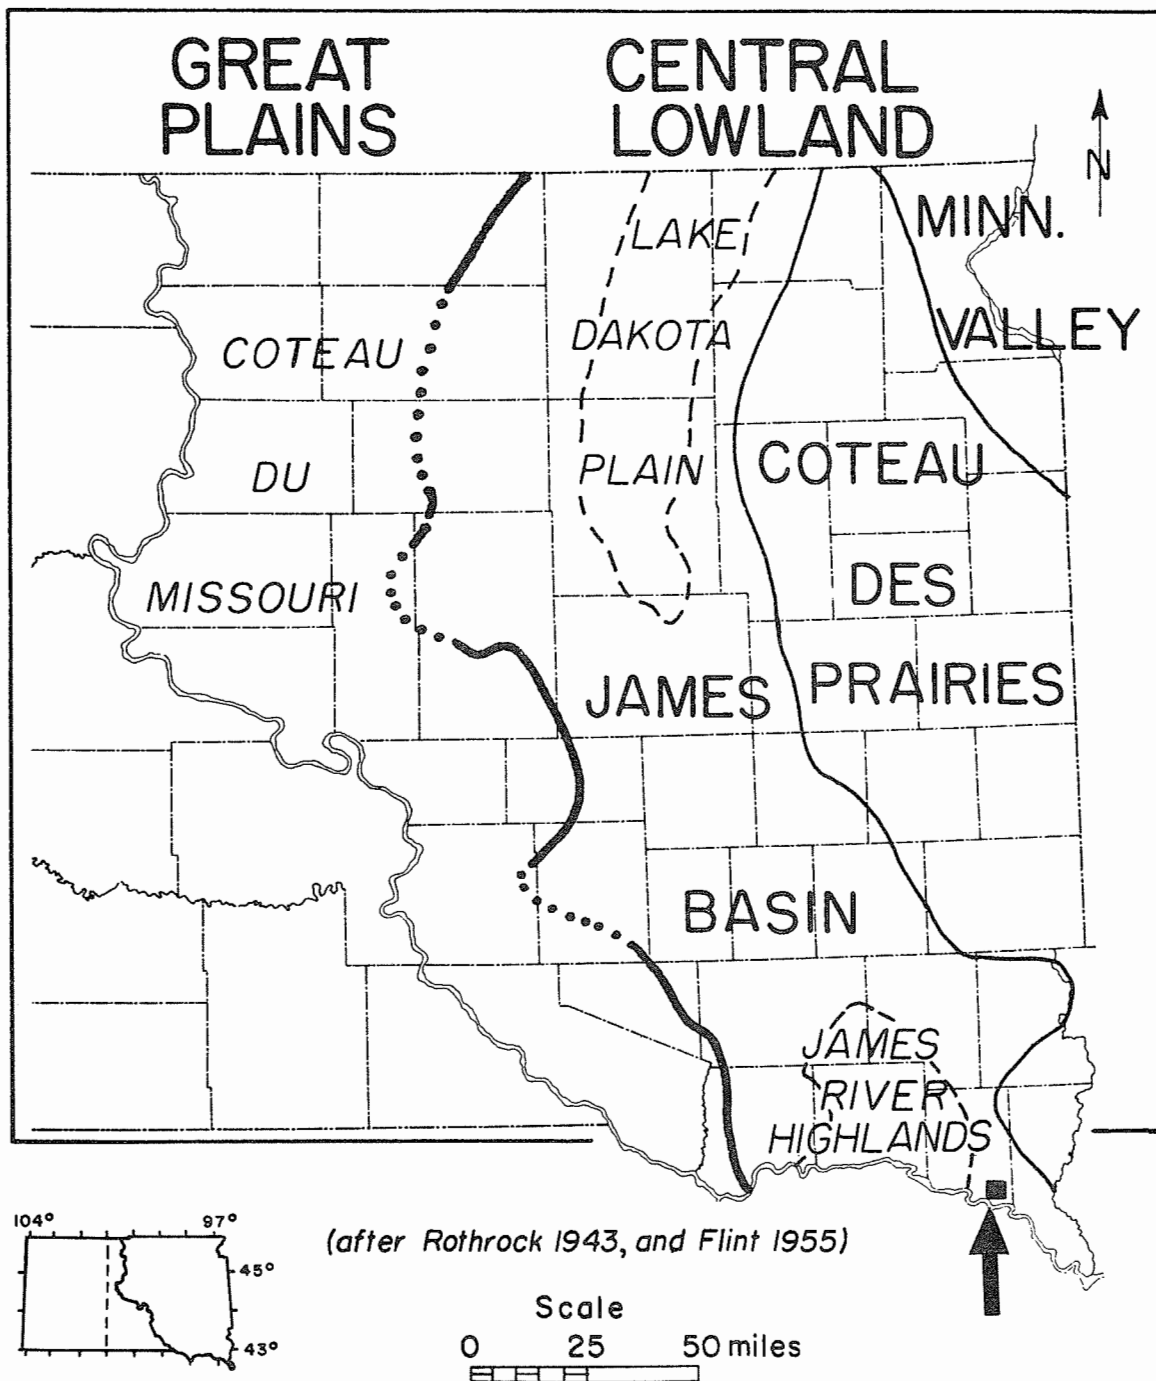 GREAT
PLAINS
CENTRAL
LOWLAND
N
MINN.
VALLEY
LAKE
DAKOTA
PLAIN
COTEAU
DU
MISSOURI
COTEAU
DES
PRAIRIES
JAMES
BASIN
JAMES
RIVER
HIGHLANDS
104°
97°
45°
43°
(after Rothrock 1943, and Flint 1955)
Scale
0 25 50 miles